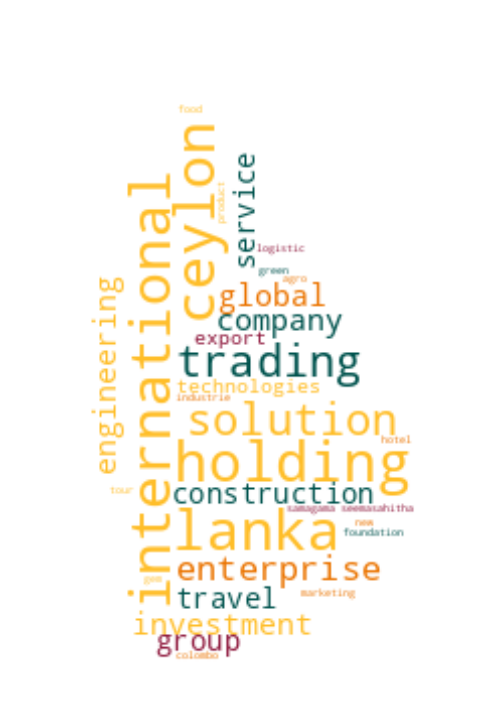 food
ceylon
international
service
product
logistic
green
agro
engineering
global
company
export
trading
technologies
industrie
solution
hotel
holding
tour
construction
samagama seemasahitha
lanka
new
foundation
enterprise
gem
travel
marketing
investment
group
colombo